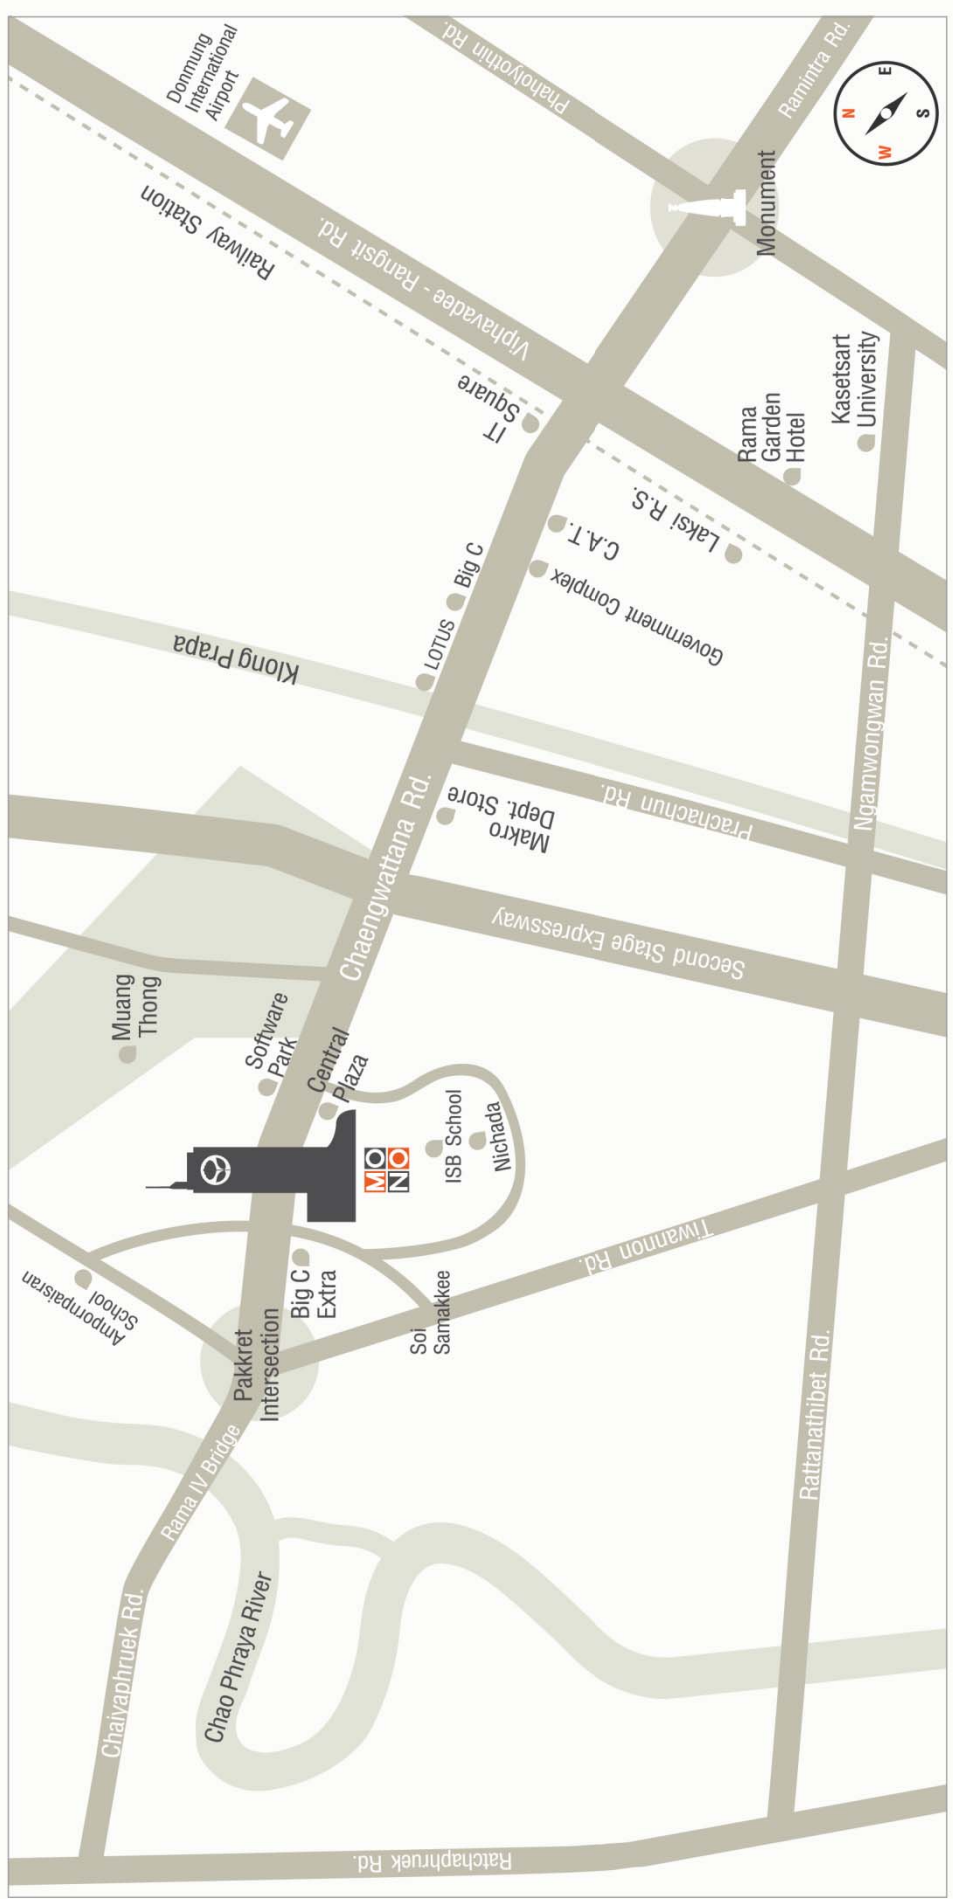 Donmung
International
Airport
Railway Station
Viphavadee - Rangsit Rd.
Phaholyothin Rd.
Ramintra Rd.
N
E
S
W
Monument
IT
Square
Kasetsart
University
Rama
Garden
Hotel
Laksi R.S.
C.A.T.
Government Complex
Big C
LOTUS
Klong Prapa
Ngamwongwan Rd.
Prachachun Rd.
Makro
Dept. Store
Chaengwattana Rd.
Second Stage Expressway
Muang
Thong
Software
Park
Central
Plaza
MO
NO
ISB School
Nichada
Tiwannon Rd.
Ampornpaisran
School
Big C
Extra
Soi
Samakkee
Pakkret
Intersection
Rama IV Bridge
Rattanathibet Rd.
Chao Phraya River
Chaiyaphruek Rd.
Ratchaphruek Rd.